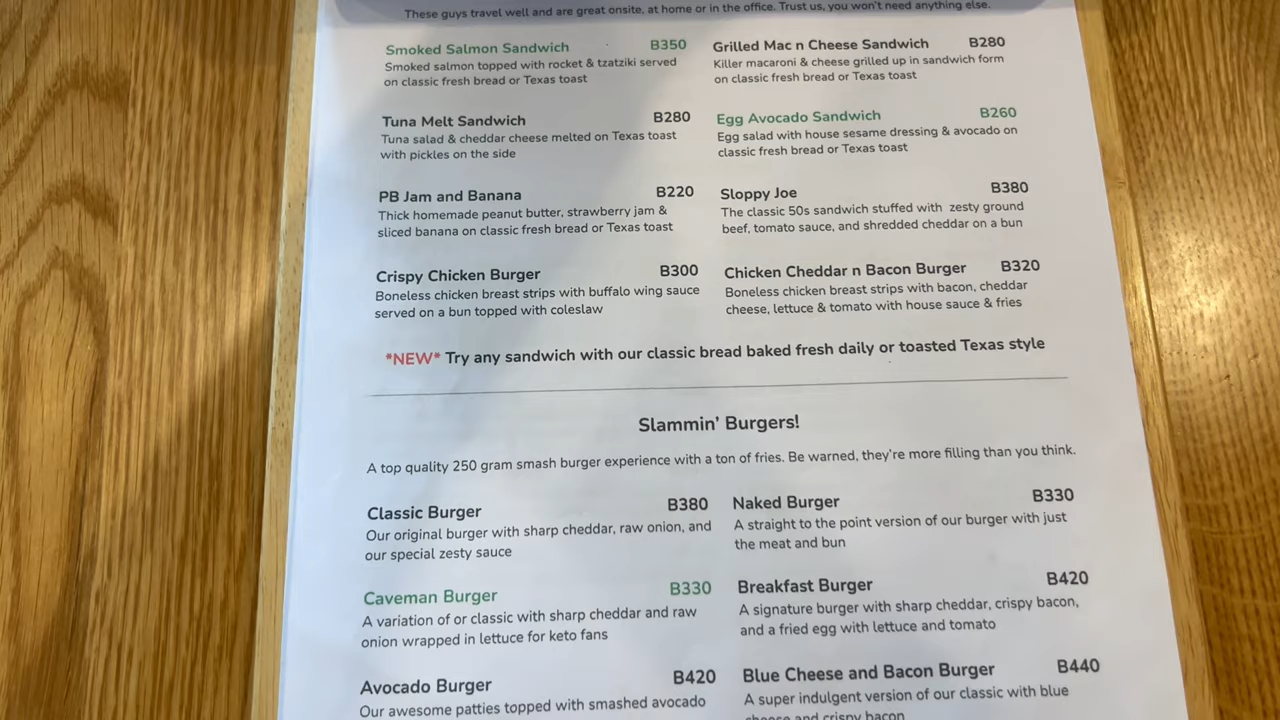 These guys travel well and are great onsite, at home or in the office. Trust us, you won't need anything else.
Smoked Salmon Sandwich B350
Smoked salmon topped with rocket & tzatziki served
on classic fresh bread or Texas toast
Grilled Mac n Cheese Sandwich B280
Killer macaroni & cheese grilled up in sandwich form
on classic fresh bread or Texas toast
Tuna Melt Sandwich B280
Tuna salad & cheddar cheese melted on Texas toast
with pickles on the side
Egg Avocado Sandwich B260
Egg salad with house sesame dressing & avocado on
classic fresh bread or Texas toast
PB Jam and Banana B220
Thick homemade peanut butter, strawberry jam &
sliced banana on classic fresh bread or Texas toast
Sloppy Joe B380
The classic 50s sandwich stuffed with zesty ground
beef, tomato sauce, and shredded cheddar on a bun
Crispy Chicken Burger B300
Boneless chicken breast strips with buffalo wing sauce
served on a bun topped with coleslaw
Chicken Cheddar n Bacon Burger B320
Boneless chicken breast strips with bacon, cheddar
cheese, lettuce & tomato with house sauce & fries
*NEW* Try any sandwich with our classic bread baked fresh daily or toasted Texas style
Slammin' Burgers!
A top quality 250 gram smash burger experience with a ton of fries. Be warned, they're more filling than you think.
Classic Burger B380
Our original burger with sharp cheddar, raw onion, and
our special zesty sauce
Naked Burger B330
A straight to the point version of our burger with just
the meat and bun
Caveman Burger B330
A variation of or classic with sharp cheddar and raw
onion wrapped in lettuce for keto fans
Breakfast Burger B420
A signature burger with sharp cheddar, crispy bacon,
and a fried egg with lettuce and tomato
Avocado Burger B420
Our awesome patties topped with smashed avocado
Blue Cheese and Bacon Burger B440
A super indulgent version of our classic with blue
cheese and crispy bacon